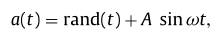 a(t) = rand(t) + A sin ωt,